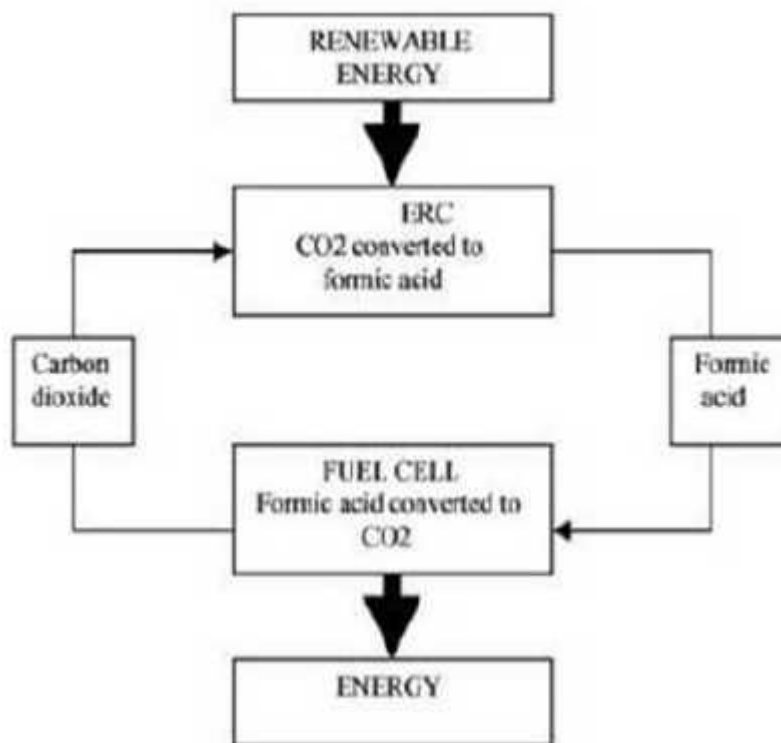 RENEWABLE
ENERGY
ERC
CO2 converted to
formic acid
Carbon
dioxide
Formic
acid
FUEL CELL
Formic acid converted to
CO2
ENERGY